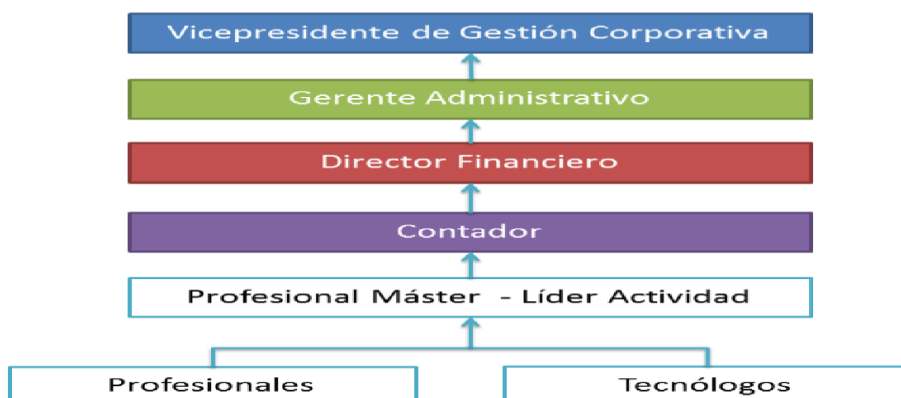 Vicepresidente de Gestión Corporativa
Gerente Administrativo
Director Financiero
Contador
Profesional Máster - Líder Actividad
Profesionales
Tecnólogos